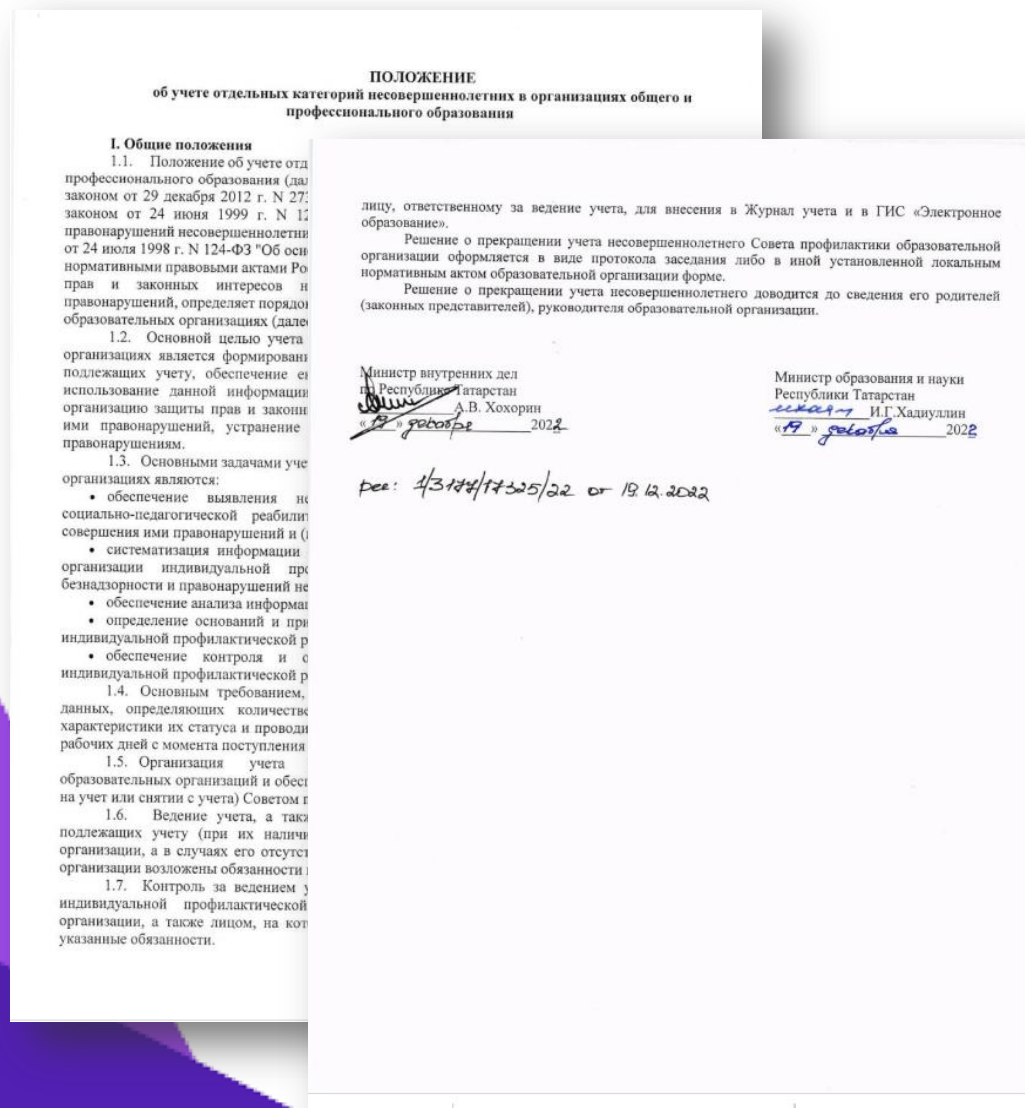 ПОЛОЖЕНИЕ
об учете отдельных категорий несовершеннолетних в организациях общего и
профессионального образования
I. Общие положения
1.1. Положение об учете отд
профессионального образования (да
законом от 29 декабря 2012 г. N 27
законом от 24 июня 1999 г. N 12
правонарушений несовершеннолетни
от 24 июля 1998 г. N 124-ФЗ "Об осн
нормативными правовыми актами Ро
прав и законных интересов н
правонарушений, определяет порядо
образовательных организациях (дале
1.2. Основной целью учета
организациях является формировани
подлежащих учету, обеспечение е
использование данной информации
организацию защиты прав и законн
ими правонарушений, устранение
правонарушениям.
1.3. Основными задачами уче
организациях являются:
• обеспечение выявления не
социально-педагогической реабилит
совершения ими правонарушений и (
• систематизация информации
организации индивидуальной про
безнадзорности и правонарушений не
• обеспечение анализа информа
• определение оснований и при
индивидуальной профилактической р
• обеспечение контроля и о
индивидуальной профилактической р
1.4. Основным требованием,
данных, определяющих количеств
характеристики их статуса и проводи
рабочих дней с момента поступления
1.5. Организация учета
образовательных организаций и обес
на учет или снятии с учета) Советом п
1.6. Ведение учета, а такж
подлежащих учету (при их наличи
организации, а в случаях его отсутст
организации возложены обязанности
1.7. Контроль за ведением у
индивидуальной профилактической
организации, а также лицом, на кот
указанные обязанности.
лицу, ответственному за ведение учета, для внесения в Журнал учета и в ГИС «Электронное
образование».
Решение о прекращении учета несовершеннолетнего Совета профилактики образовательной
организации оформляется в виде протокола заседания либо в иной установленной локальным
нормативным актом образовательной организации форме.
Решение о прекращении учета несовершеннолетнего доводится до сведения его родителей
(законных представителей), руководителя образовательной организации.
Министр внутренних дел
по Республике Татарстан
А.В. Хохорин
«19» декабря 2022
Министр образования и науки
Республики Татарстан
И.Г.Хадиуллин
«19» декабря 2022
рег: 1/3177/17325/22 от 19.12.2022